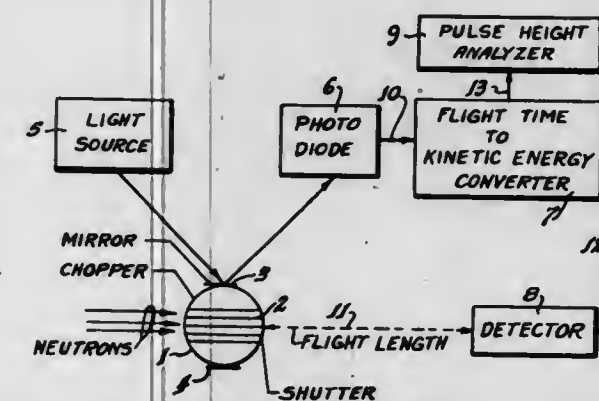 9
PULSE HEIGHT
ANALYZER
13
6
10
5
LIGHT
SOURCE
PHOTO
DIODE
FLIGHT TIME
TO
KINETIC ENERGY
CONVERTER
7
12
MIRROR
3
CHOPPER
2
11
8
NEUTRONS
1
FLIGHT LENGTH
DETECTOR
4
SHUTTER